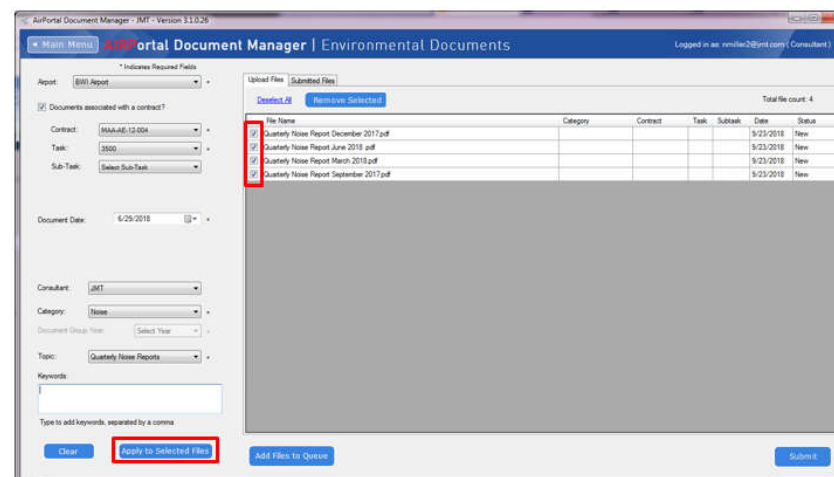 AirPortal Document Manager - JMT - Version 3.1.0.26
◂ Main Menu AIRPortal Document Manager | Environmental Documents
Logged in as: nmiller2@jmt.com ( Consultant )
* Indicates Required Fields
Airport: BWI Airport *
Documents associated with a contract?
Contract: MAA-AE-12-004 *
Task: 3500 *
Sub-Task: Select Sub-Task
Document Date: 6/29/2018 *
Consultant: JMT
Category: Noise *
Document Group Year: Select Year *
Topic: Quarterly Noise Reports *
Keywords:
Type to add keywords, separated by a comma
Clear Apply to Selected Files
Upload Files Submitted Files
Deselect All Remove Selected Total file count: 4
File Name Category Contract Task Subtask Date Status
Quarterly Noise Report December 2017.pdf 9/23/2018 New
Quarterly Noise Report June 2018 .pdf 9/23/2018 New
Quarterly Noise Report March 2018.pdf 9/23/2018 New
Quarterly Noise Report September 2017.pdf 9/23/2018 New
Add Files to Queue Submit